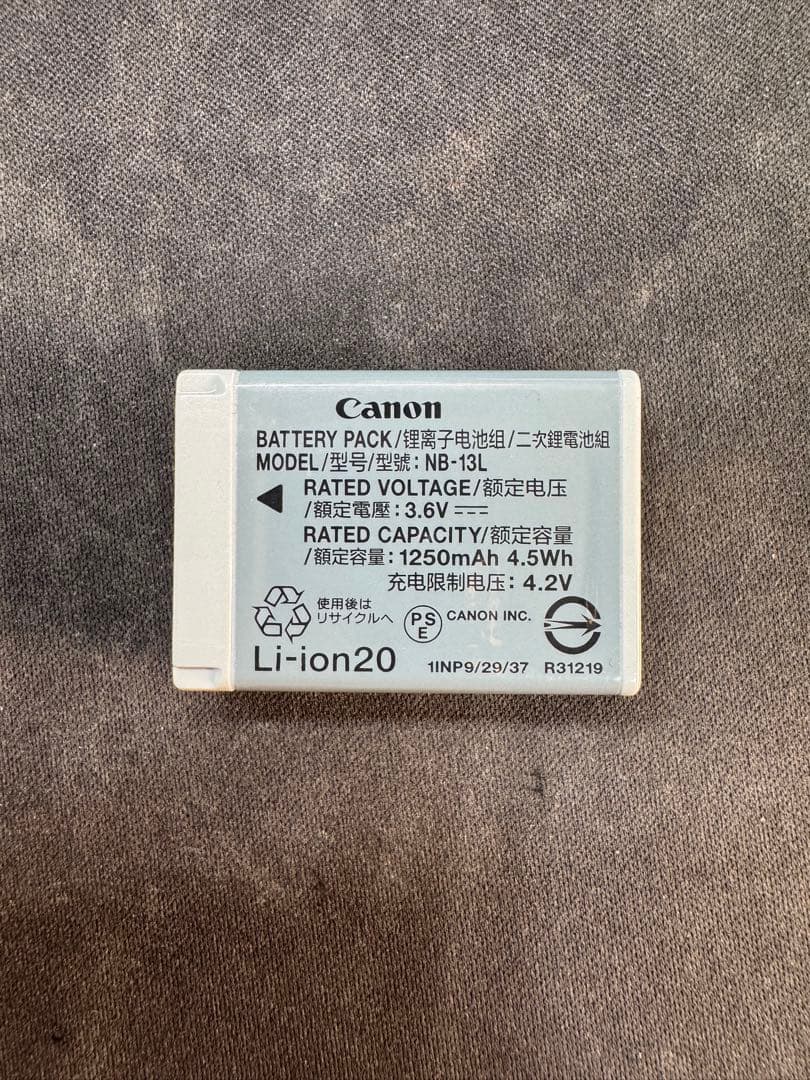 Canon
BATTERY PACK/锂离子电池组/二次鋰電池組
MODEL/型号/型號: NB-13L
RATED VOLTAGE/额定电压
/額定電壓: 3.6V
RATED CAPACITY/额定容量
/額定容量: 1250mAh 4.5Wh
充电限制电压: 4.2V
使用後は
リサイクルへ
PS
E
CANON INC.
Li-ion20
1INP9/29/37
R31219